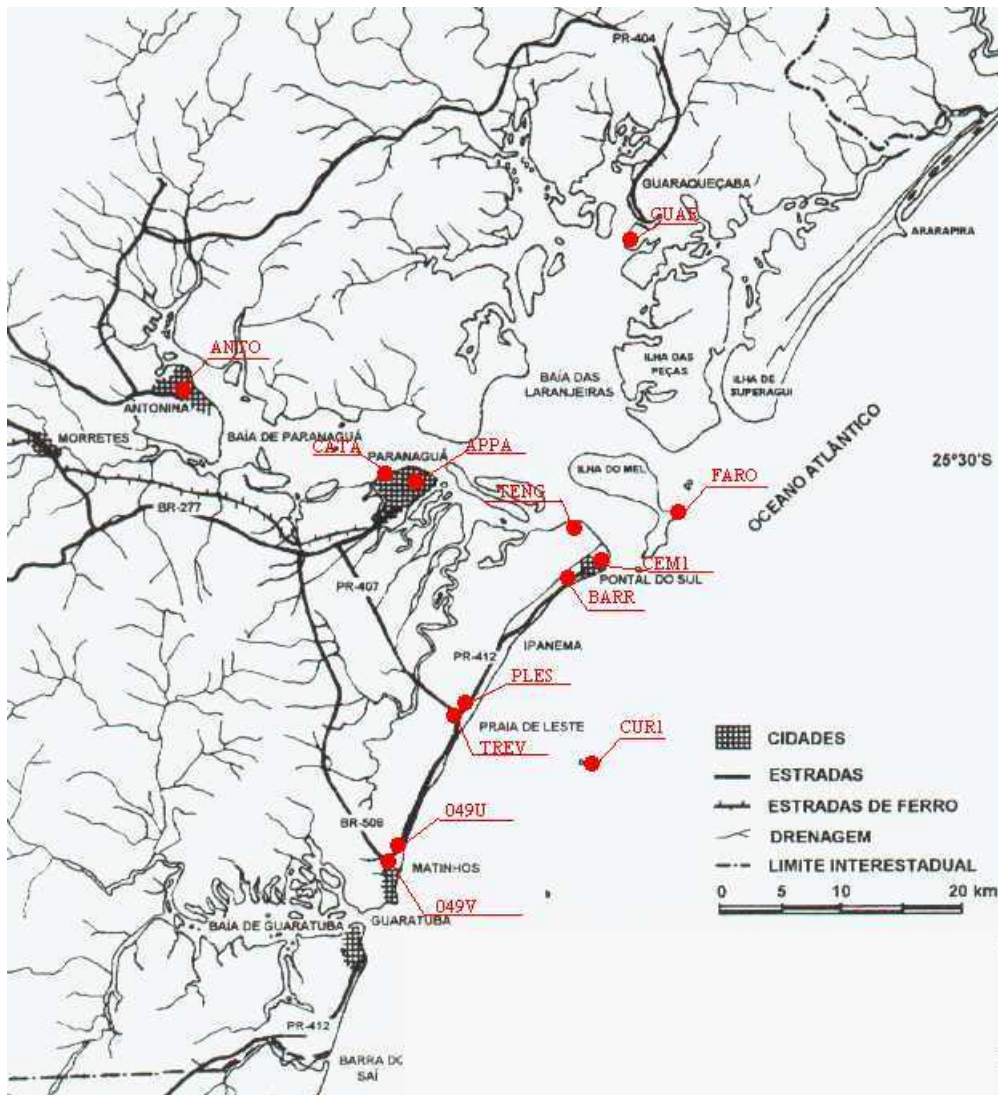 PR-404
GUARAQUEÇABA
GUAR
ARARAPIRA
ANTO
ILHA DAS
PEÇAS
BAÍA DAS
LARANJEIRAS
ILHA DE
SUPERAGUI
ANTONINA
MORRETES
BAÍA DE PARANAGUÁ
CATA
PARANAGUÁ
APPA
OCEANO ATLÂNTICO
25°30'S
ILHA DO MEL
FARO
TENG
BR-277
CEM1
PONTAL DO SUL
PR-407
BARR
IPANEMA
PR-412
PLES
PRAIA DE LESTE
TREV
CUR1
CIDADES
ESTRADAS
ESTRADAS DE FERRO
DRENAGEM
LIMITE INTERESTADUAL
0 5 10 20 km
BR-508
049U
MATINHOS
049V
GUARATUBA
BAÍA DE GUARATUBA
PR-412
BARRA DO
SAÍ